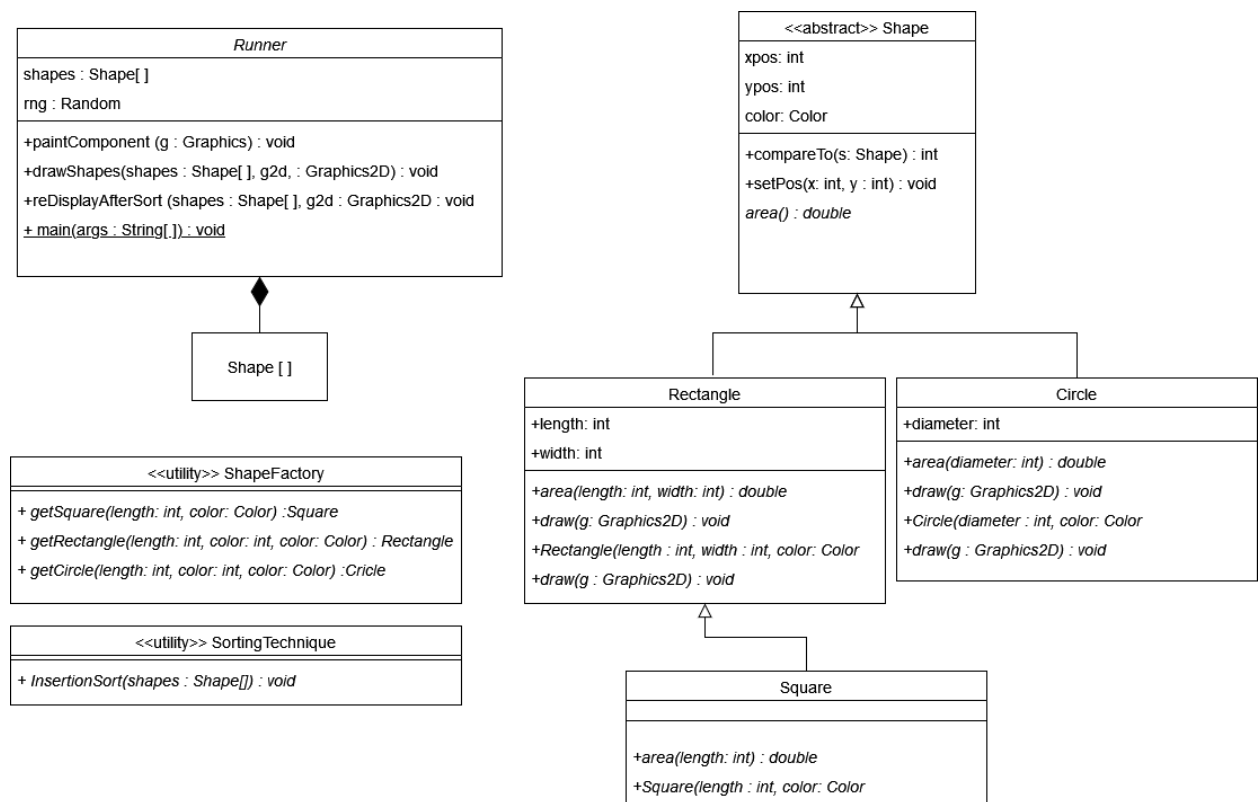 Runner
shapes : Shape[ ]
rng : Random
+paintComponent (g : Graphics) : void
+drawShapes(shapes : Shape[ ], g2d, : Graphics2D) : void
+reDisplayAfterSort (shapes : Shape[ ], g2d : Graphics2D : void
+ main(args : String[ ]) : void
Shape [ ]
<<utility>> ShapeFactory
+ getSquare(length: int, color: Color) :Square
+ getRectangle(length: int, color: int, color: Color) : Rectangle
+ getCircle(length: int, color: int, color: Color) :Cricle
<<utility>> SortingTechnique
+ InsertionSort(shapes : Shape[]) : void
<<abstract>> Shape
xpos: int
ypos: int
color: Color
+compareTo(s: Shape) : int
+setPos(x: int, y : int) : void
area() : double
Rectangle
+length: int
+width: int
+area(length: int, width: int) : double
+draw(g: Graphics2D) : void
+Rectangle(length : int, width : int, color: Color
+draw(g : Graphics2D) : void
Circle
+diameter: int
+area(diameter: int) : double
+draw(g: Graphics2D) : void
+Circle(diameter : int, color: Color
+draw(g : Graphics2D) : void
Square
+area(length: int) : double
+Square(length : int, color: Color